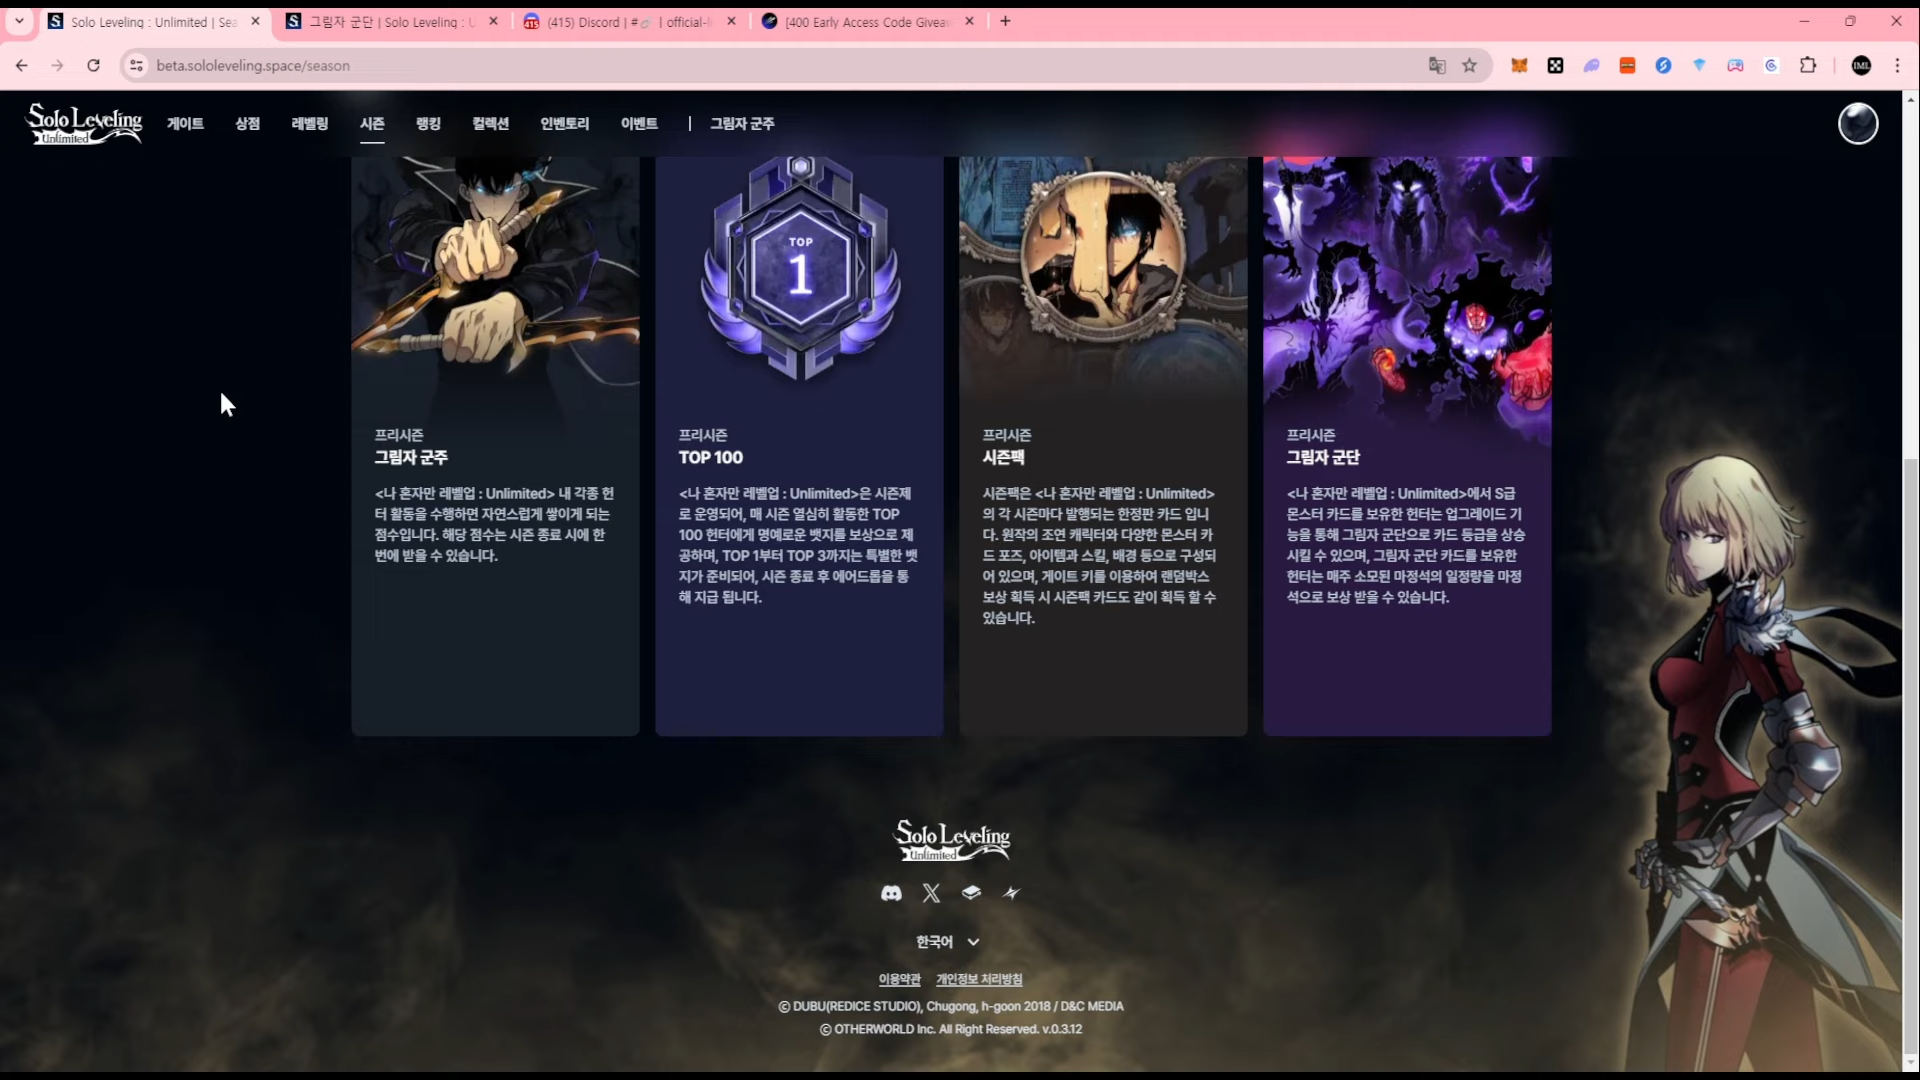 Solo Leveling : Unlimited | Sea
그림자 군단 | Solo Leveling : U
(415) Discord | #🔗 | official-l
[400 Early Access Code Giveaw
beta.sololeveling.space/season
Solo Leveling
Unlimited
게이트
상점
레벨링
시즌
랭킹
컬렉션
인벤토리
이벤트
|
그림자 군주
프리시즌
그림자 군주
<나 혼자만 레벨업 : Unlimited> 내 각종 헌
터 활동을 수행하면 자연스럽게 쌓이게 되는
점수입니다. 해당 점수는 시즌 종료 시에 한
번에 받을 수 있습니다.
TOP
1
프리시즌
TOP 100
<나 혼자만 레벨업 : Unlimited>은 시즌제
로 운영되어, 매 시즌 열심히 활동한 TOP
100 헌터에게 명예로운 뱃지를 보상으로 제
공하며, TOP 1부터 TOP 3까지는 특별한 뱃
지가 준비되어, 시즌 종료 후 에어드롭을 통
해 지급 됩니다.
프리시즌
시즌팩
시즌팩은 <나 혼자만 레벨업 : Unlimited>
의 각 시즌마다 발행되는 한정판 카드 입니
다. 원작의 조연 캐릭터와 다양한 몬스터 카
드 포즈, 아이템과 스킬, 배경 등으로 구성되
어 있으며, 게이트 키를 이용하여 랜덤박스
보상 획득 시 시즌팩 카드도 같이 획득 할 수
있습니다.
프리시즌
그림자 군단
<나 혼자만 레벨업 : Unlimited>에서 S급
몬스터 카드를 보유한 헌터는 업그레이드 기
능을 통해 그림자 군단으로 카드 등급을 상승
시킬 수 있으며, 그림자 군단 카드를 보유한
헌터는 매주 소모된 마정석의 일정량을 마정
석으로 보상 받을 수 있습니다.
Solo Leveling
Unlimited
한국어
이용약관 개인정보 처리방침
© DUBU(REDICE STUDIO), Chugong, h-goon 2018 / D&C MEDIA
© OTHERWORLD Inc. All Right Reserved. v.0.3.12